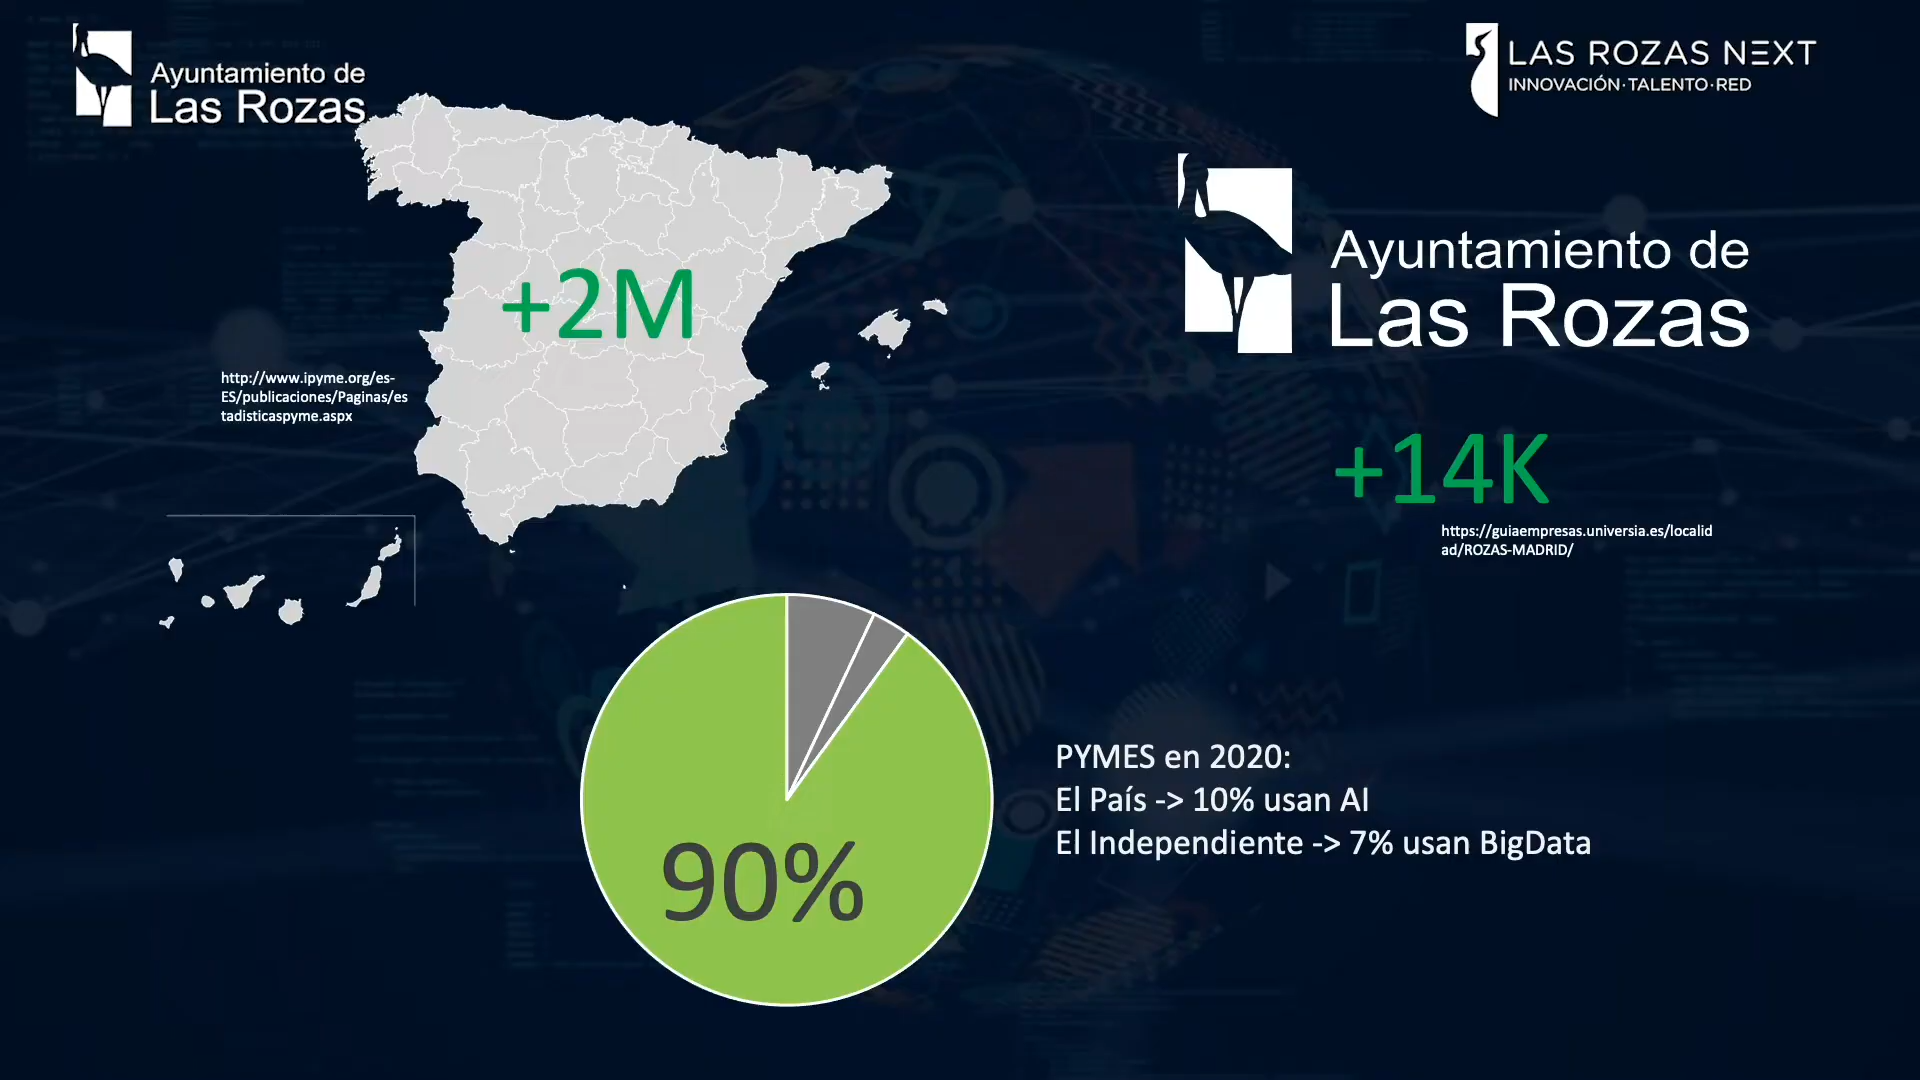 Ayuntamiento de
Las Rozas
LAS ROZAS NEXT
INNOVACIÓN·TALENTO·RED
+2M
http://www.ipyme.org/es-
ES/publicaciones/Paginas/es
tadisticaspyme.aspx
Ayuntamiento de
Las Rozas
+14K
https://guiaempresas.universia.es/localid
ad/ROZAS-MADRID/
90%
PYMES en 2020:
El País -> 10% usan AI
El Independiente -> 7% usan BigData